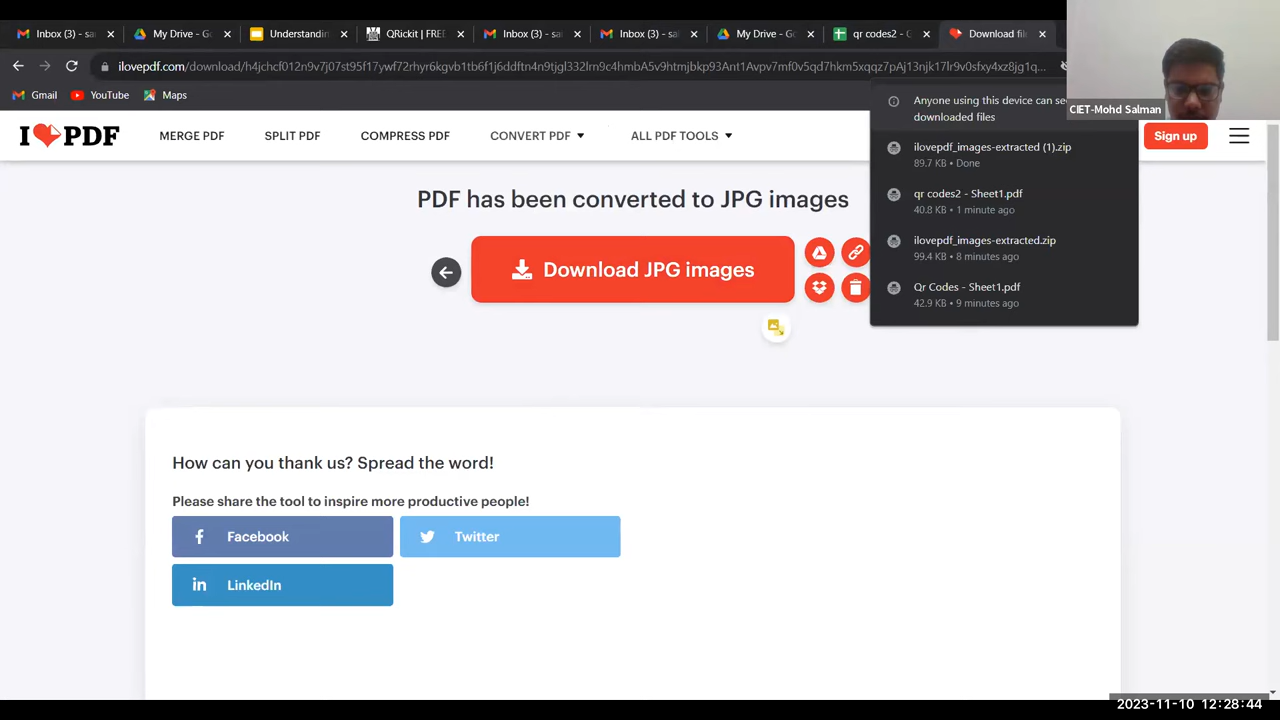 Inbox (3) - sa
My Drive - Go
Understandin
QRickit | FREE
Inbox (3) - sal
Inbox (3) - sal
My Drive - Go
qr codes2 - G
Download fil
ilovepdf.com/download/
Gmail
YouTube
Maps
I PDF
MERGE PDF
SPLIT PDF
COMPRESS PDF
CONVERT PDF
ALL PDF TOOLS
Sign up
Anyone using this device can se
downloaded files
ilovepdf_images-extracted (1).zip
89.7 KB • Done
qr codes2 - Sheet1.pdf
40.8 KB • 1 minute ago
ilovepdf_images-extracted.zip
99.4 KB • 8 minutes ago
Qr Codes - Sheet1.pdf
42.9 KB • 9 minutes ago
CIET-Mohd Salman
PDF has been converted to JPG images
Download JPG images
How can you thank us? Spread the word!
Please share the tool to inspire more productive people!
Facebook
Twitter
LinkedIn
2023-11-10 12:28:44